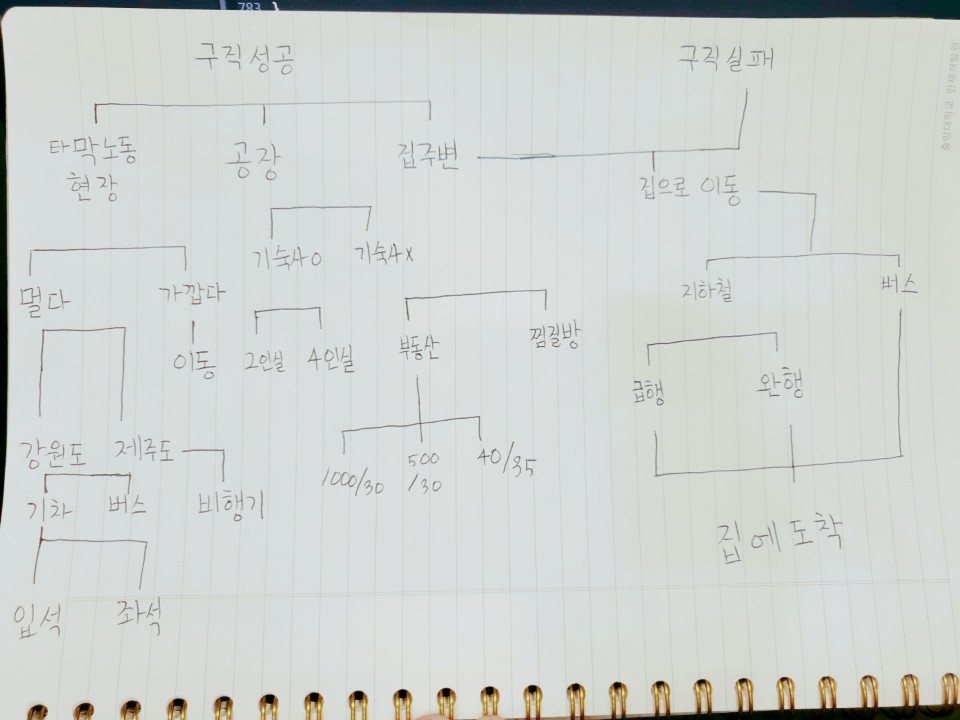 783 }
구직성공
구직실패
타막노동
현장
공장
집주변
집으로 이동
기숙사 o
기숙사 x
멀다
가깝다
지하철
버스
이동
2인실
4인실
부동산
찜질방
급행
완행
강원도
제주도
1000/30
500
/30
40/35
기차
버스
비행기
집에도착
입석
좌석